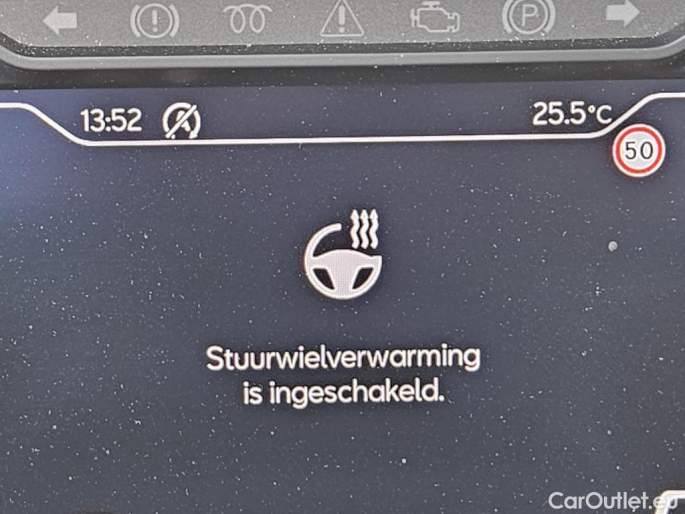 13:52 25.5°C
50
Stuurwielverwarming
is ingeschakeld.
CarOutlet.eu